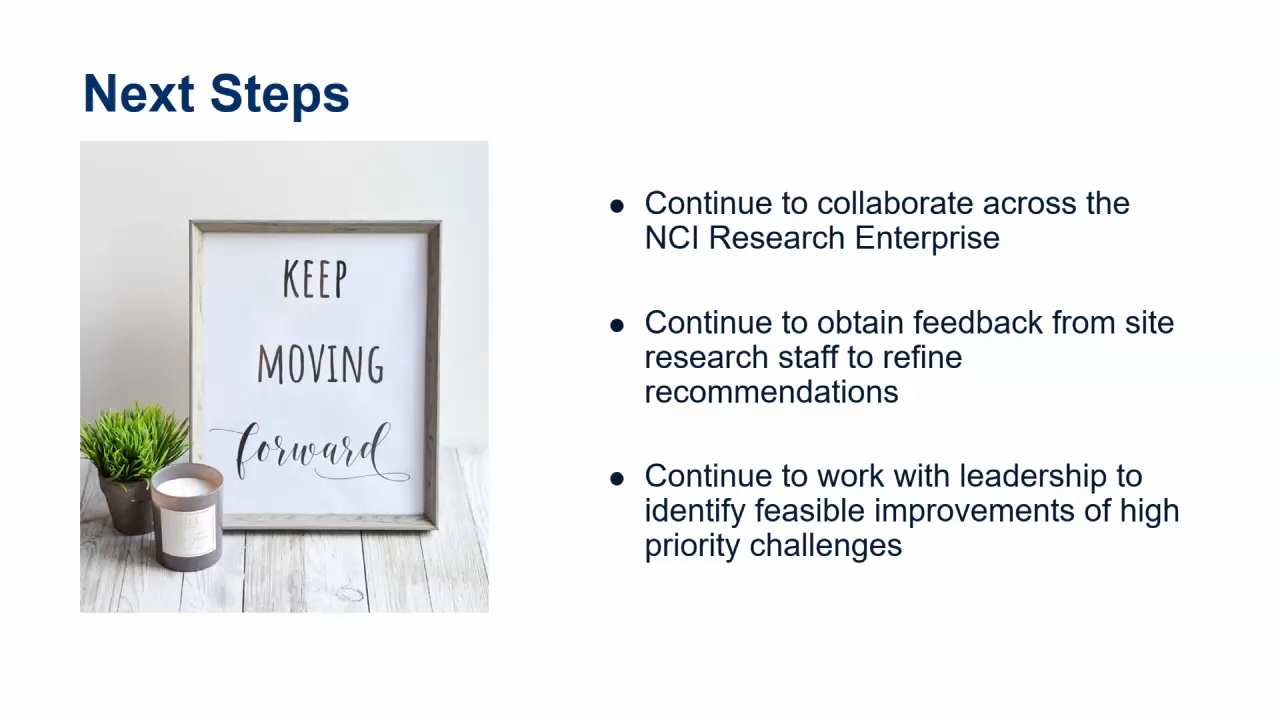 Next Steps
KEEP
MOVING
forward
● Continue to collaborate across the
NCI Research Enterprise
● Continue to obtain feedback from site
research staff to refine
recommendations
● Continue to work with leadership to
identify feasible improvements of high
priority challenges